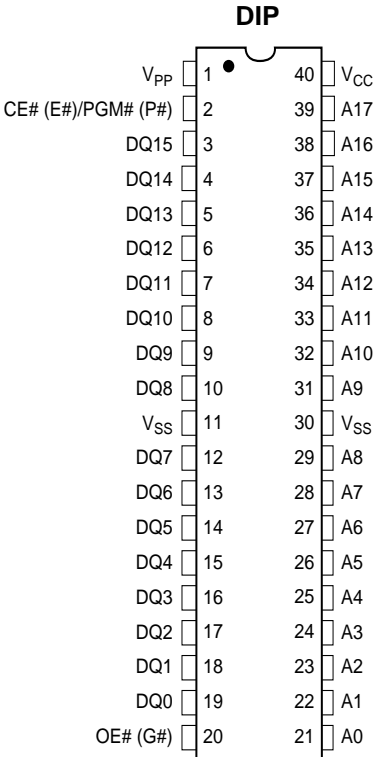 DIP
V_PP 1 40 V_CC
CE# (E#)/PGM# (P#) 2 39 A17
DQ15 3 38 A16
DQ14 4 37 A15
DQ13 5 36 A14
DQ12 6 35 A13
DQ11 7 34 A12
DQ10 8 33 A11
DQ9 9 32 A10
DQ8 10 31 A9
V_SS 11 30 V_SS
DQ7 12 29 A8
DQ6 13 28 A7
DQ5 14 27 A6
DQ4 15 26 A5
DQ3 16 25 A4
DQ2 17 24 A3
DQ1 18 23 A2
DQ0 19 22 A1
OE# (G#) 20 21 A0